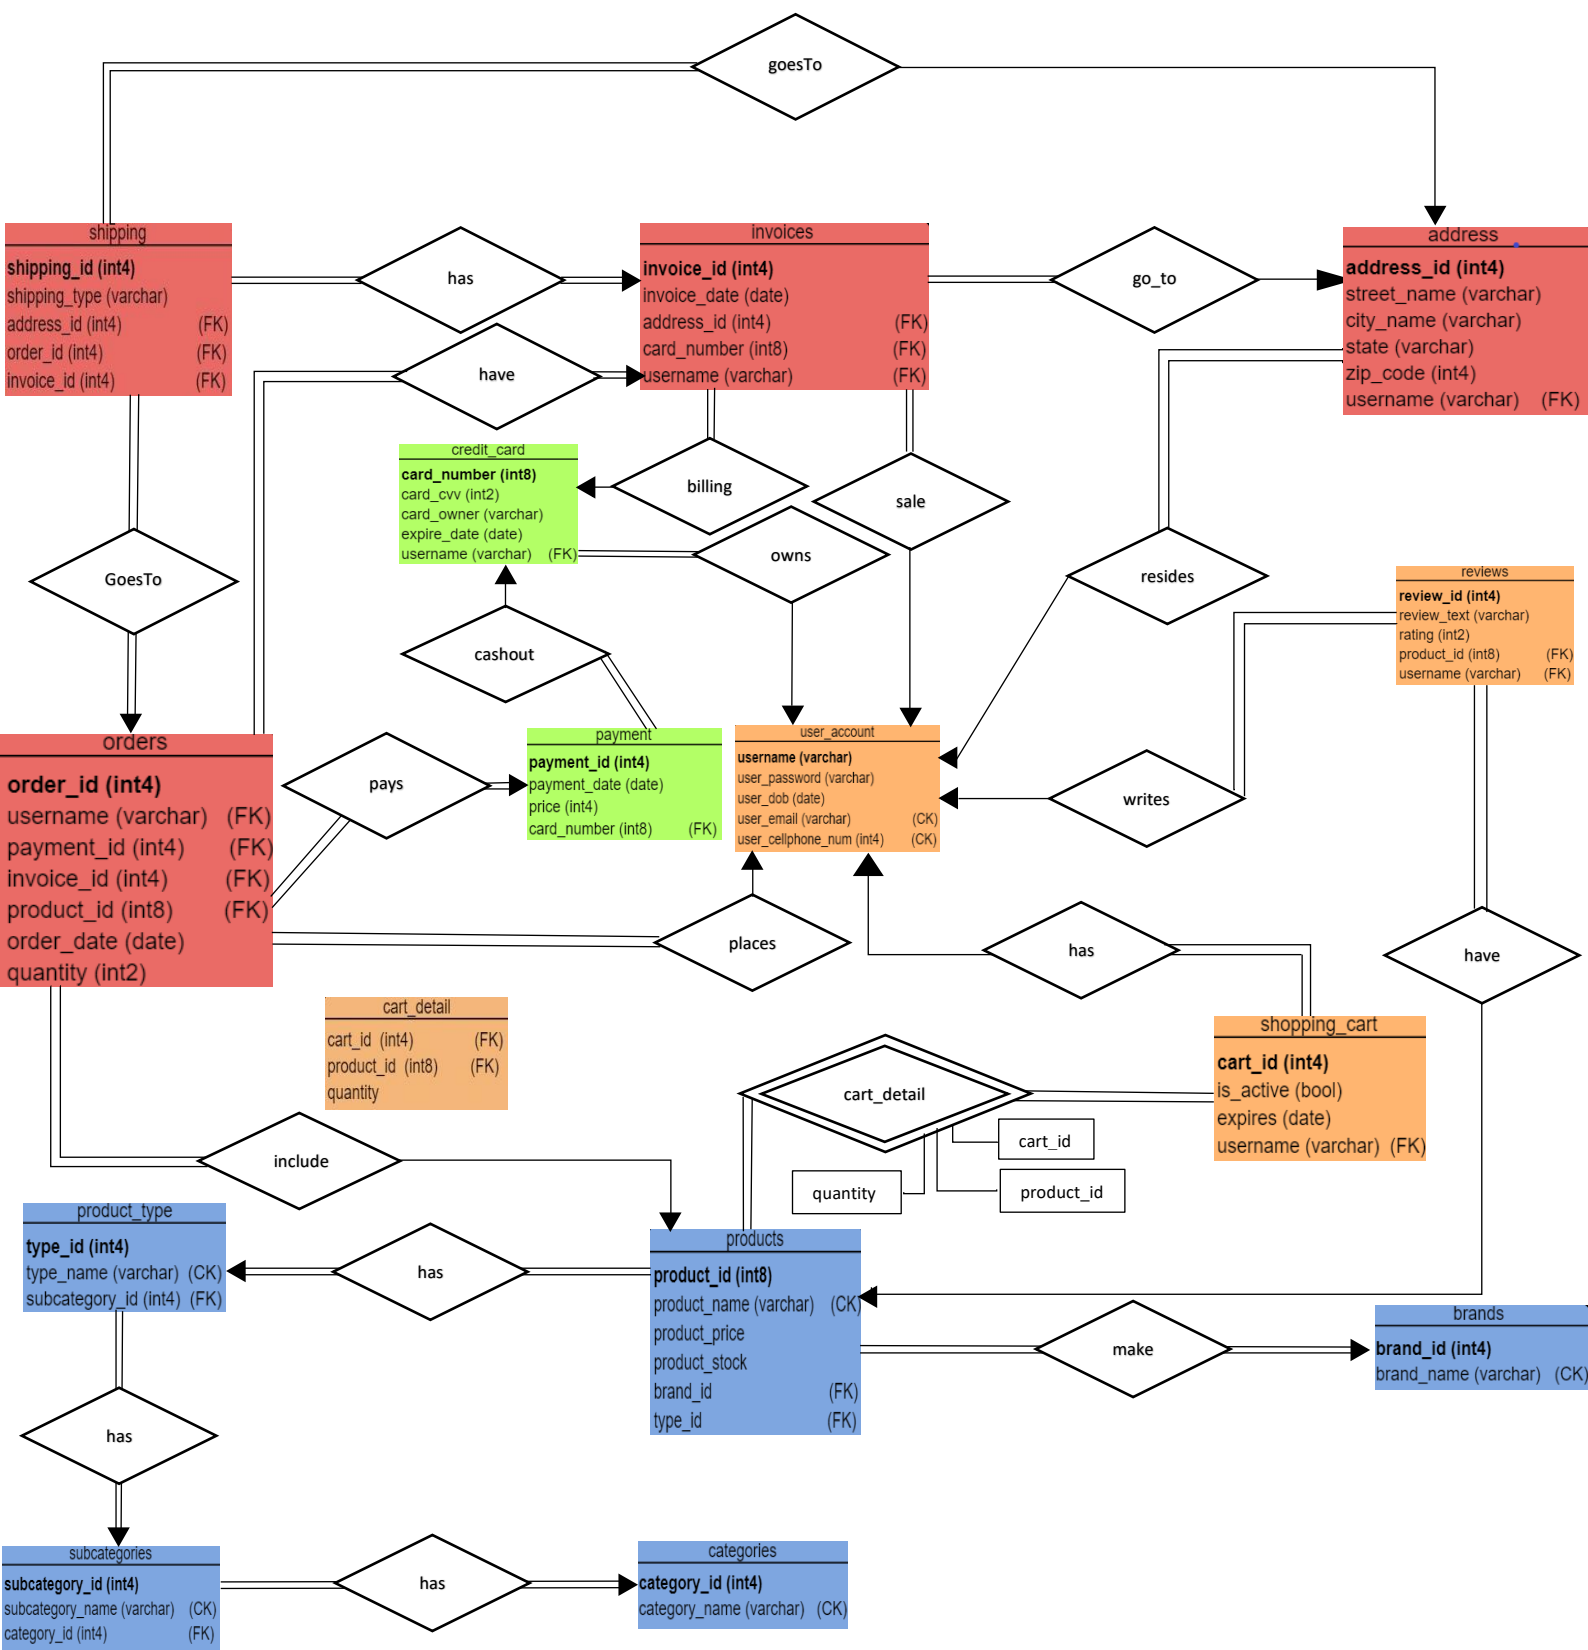 goesTo
shipping
shipping_id (int4)
shipping_type (varchar)
address_id (int4) (FK)
order_id (int4) (FK)
invoice_id (int4) (FK)
has
invoices
invoice_id (int4)
invoice_date (date)
address_id (int4) (FK)
card_number (int8) (FK)
username (varchar) (FK)
go_to
address
address_id (int4)
street_name (varchar)
city_name (varchar)
state (varchar)
zip_code (int4)
username (varchar) (FK)
have
credit_card
card_number (int8)
card_cvv (int2)
card_owner (varchar)
expire_date (date)
username (varchar) (FK)
billing
sale
owns
GoesTo
resides
reviews
review_id (int4)
review_text (varchar)
rating (int2)
product_id (int8) (FK)
username (varchar) (FK)
cashout
orders
order_id (int4)
username (varchar) (FK)
payment_id (int4) (FK)
invoice_id (int4) (FK)
product_id (int8) (FK)
order_date (date)
quantity (int2)
pays
payment
payment_id (int4)
payment_date (date)
price (int4)
card_number (int8) (FK)
user_account
username (varchar)
user_password (varchar)
user_dob (date)
user_email (varchar) (CK)
user_cellphone_num (int4) (CK)
writes
places
has
have
cart_detail
cart_id (int4) (FK)
product_id (int8) (FK)
quantity
shopping_cart
cart_id (int4)
is_active (bool)
expires (date)
username (varchar) (FK)
cart_detail
cart_id
quantity
product_id
include
product_type
type_id (int4)
type_name (varchar) (CK)
subcategory_id (int4) (FK)
has
products
product_id (int8)
product_name (varchar) (CK)
product_price
product_stock
brand_id (FK)
type_id (FK)
make
brands
brand_id (int4)
brand_name (varchar) (CK)
has
subcategories
subcategory_id (int4)
subcategory_name (varchar) (CK)
category_id (int4) (FK)
has
categories
category_id (int4)
category_name (varchar) (CK)